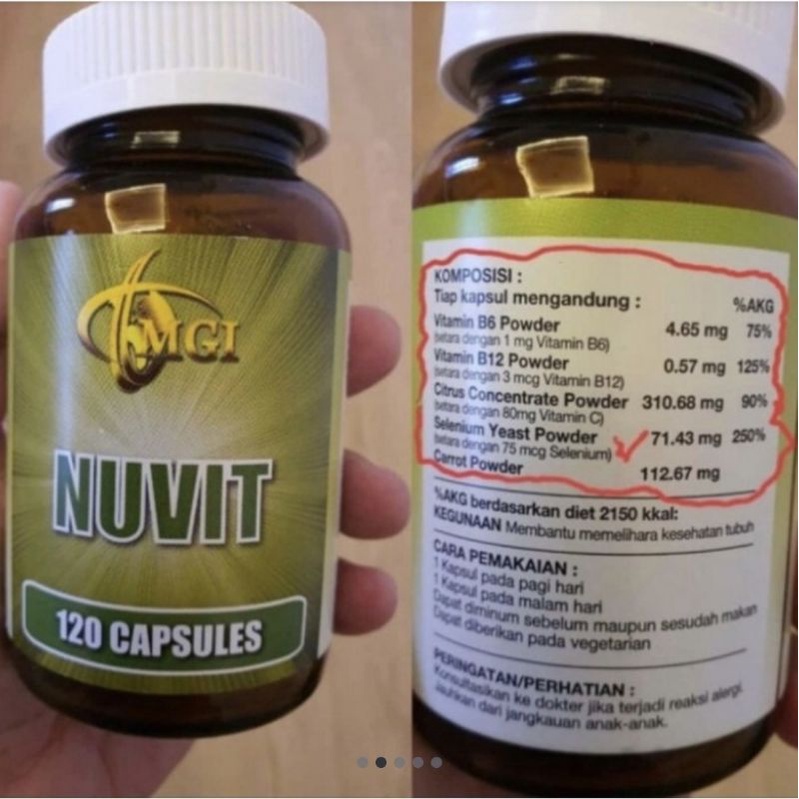 MGI
NUVIT
120 CAPSULES
KOMPOSISI :
Tiap kapsul mengandung : %AKG
Vitamin B6 Powder 4.65 mg 75%
(setara dengan 1 mg Vitamin B6)
Vitamin B12 Powder 0.57 mg 125%
(setara dengan 3 mcg Vitamin B12)
Citrus Concentrate Powder 310.68 mg 90%
(setara dengan 80mg Vitamin C)
Selenium Yeast Powder 71.43 mg 250%
(setara dengan 75 mcg Selenium)
Carrot Powder 112.67 mg
%AKG berdasarkan diet 2150 kkal:
KEGUNAAN Membantu memelihara kesehatan tubuh
CARA PEMAKAIAN :
1 Kapsul pada pagi hari
1 Kapsul pada malam hari
Dapat diminum sebelum maupun sesudah makan
Dapat diberikan pada vegetarian
PERINGATAN/PERHATIAN :
Konsultasikan ke dokter jika terjadi reaksi alergi.
Jauhkan dari jangkauan anak-anak.